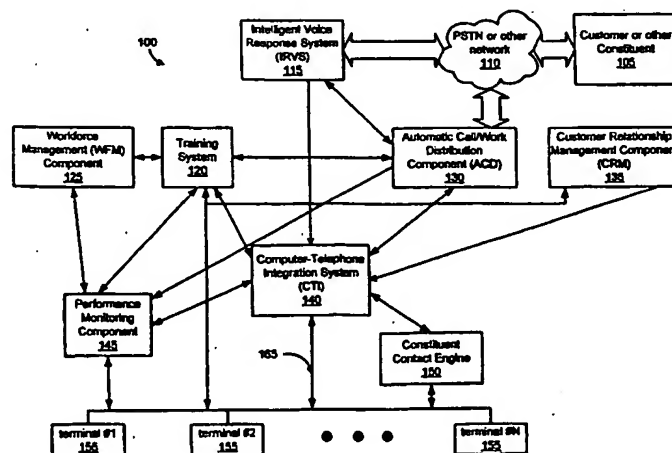 100
Intelligent Voice
Response System
(IRVS)
115
PSTN or other
network
110
Customer or other
Constituent
105
Workforce
Management (WFM)
Component
125
Training
System
120
Automatic Call/Work
Distribution
Component (ACD)
130
Customer Relationship
Management Component
(CRM)
135
Computer-Telephone
Integration System
(CTI)
140
Performance
Monitoring
Component
145
165
Constituent
Contact Engine
150
terminal #1
155
terminal #2
155
terminal #N
155